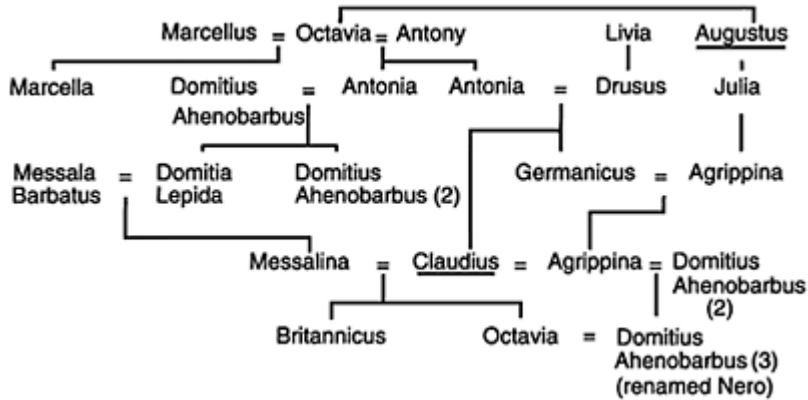 Marcellus = Octavia = Antony Livia Augustus
Marcella Domitius = Antonia Antonia = Drusus Julia
Ahenobarbus
Messala = Domitia Domitius Germanicus = Agrippina
Barbatus Lepida Ahenobarbus (2)
Messalina = Claudius = Agrippina = Domitius
Ahenobarbus
(2)
Britannicus Octavia = Domitius
Ahenobarbus (3)
(renamed Nero)